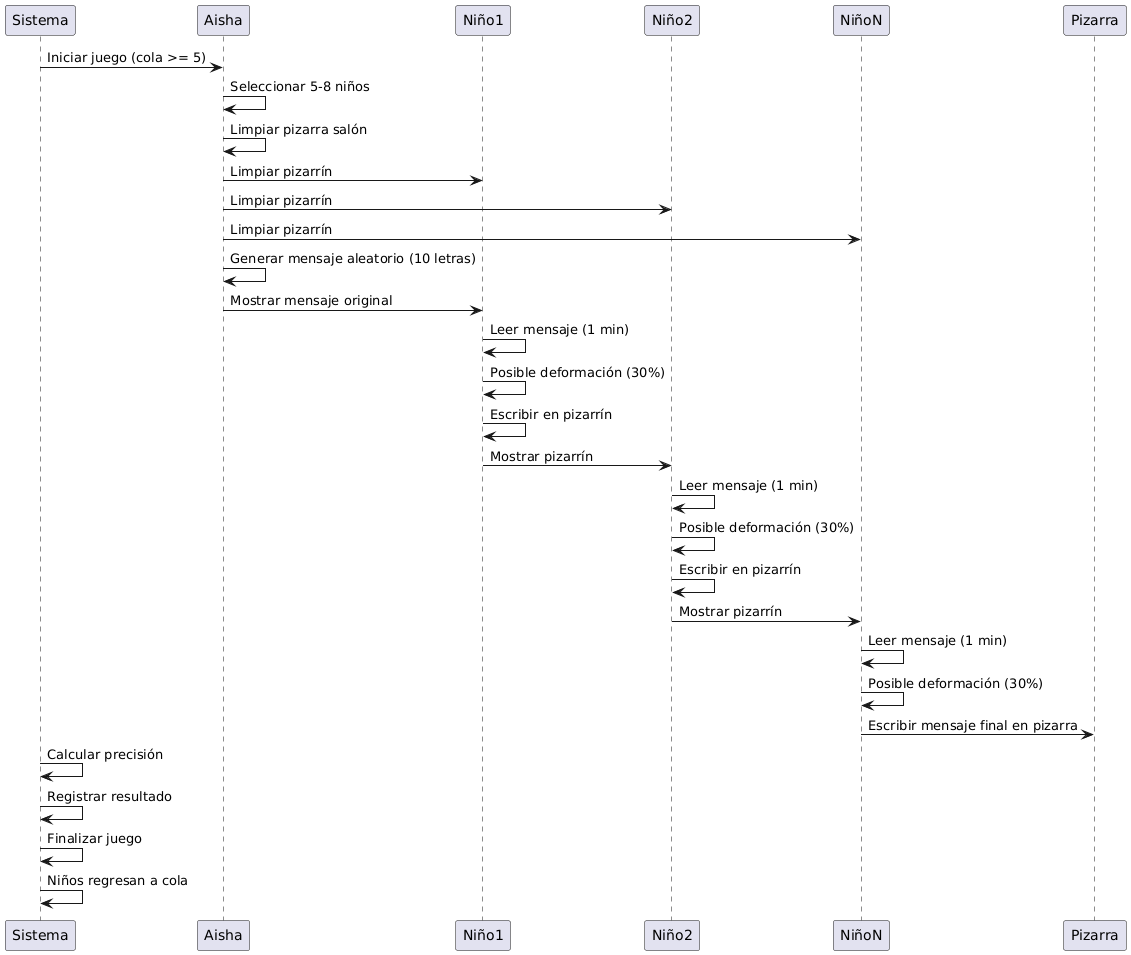 Sistema Aisha Niño1 Niño2 NiñoN Pizarra
Iniciar juego (cola >= 5)
Seleccionar 5-8 niños
Limpiar pizarra salón
Limpiar pizarrín
Limpiar pizarrín
Limpiar pizarrín
Generar mensaje aleatorio (10 letras)
Mostrar mensaje original
Leer mensaje (1 min)
Posible deformación (30%)
Escribir en pizarrín
Mostrar pizarrín
Leer mensaje (1 min)
Posible deformación (30%)
Escribir en pizarrín
Mostrar pizarrín
Leer mensaje (1 min)
Posible deformación (30%)
Escribir mensaje final en pizarra
Calcular precisión
Registrar resultado
Finalizar juego
Niños regresan a cola
Sistema Aisha Niño1 Niño2 NiñoN Pizarra